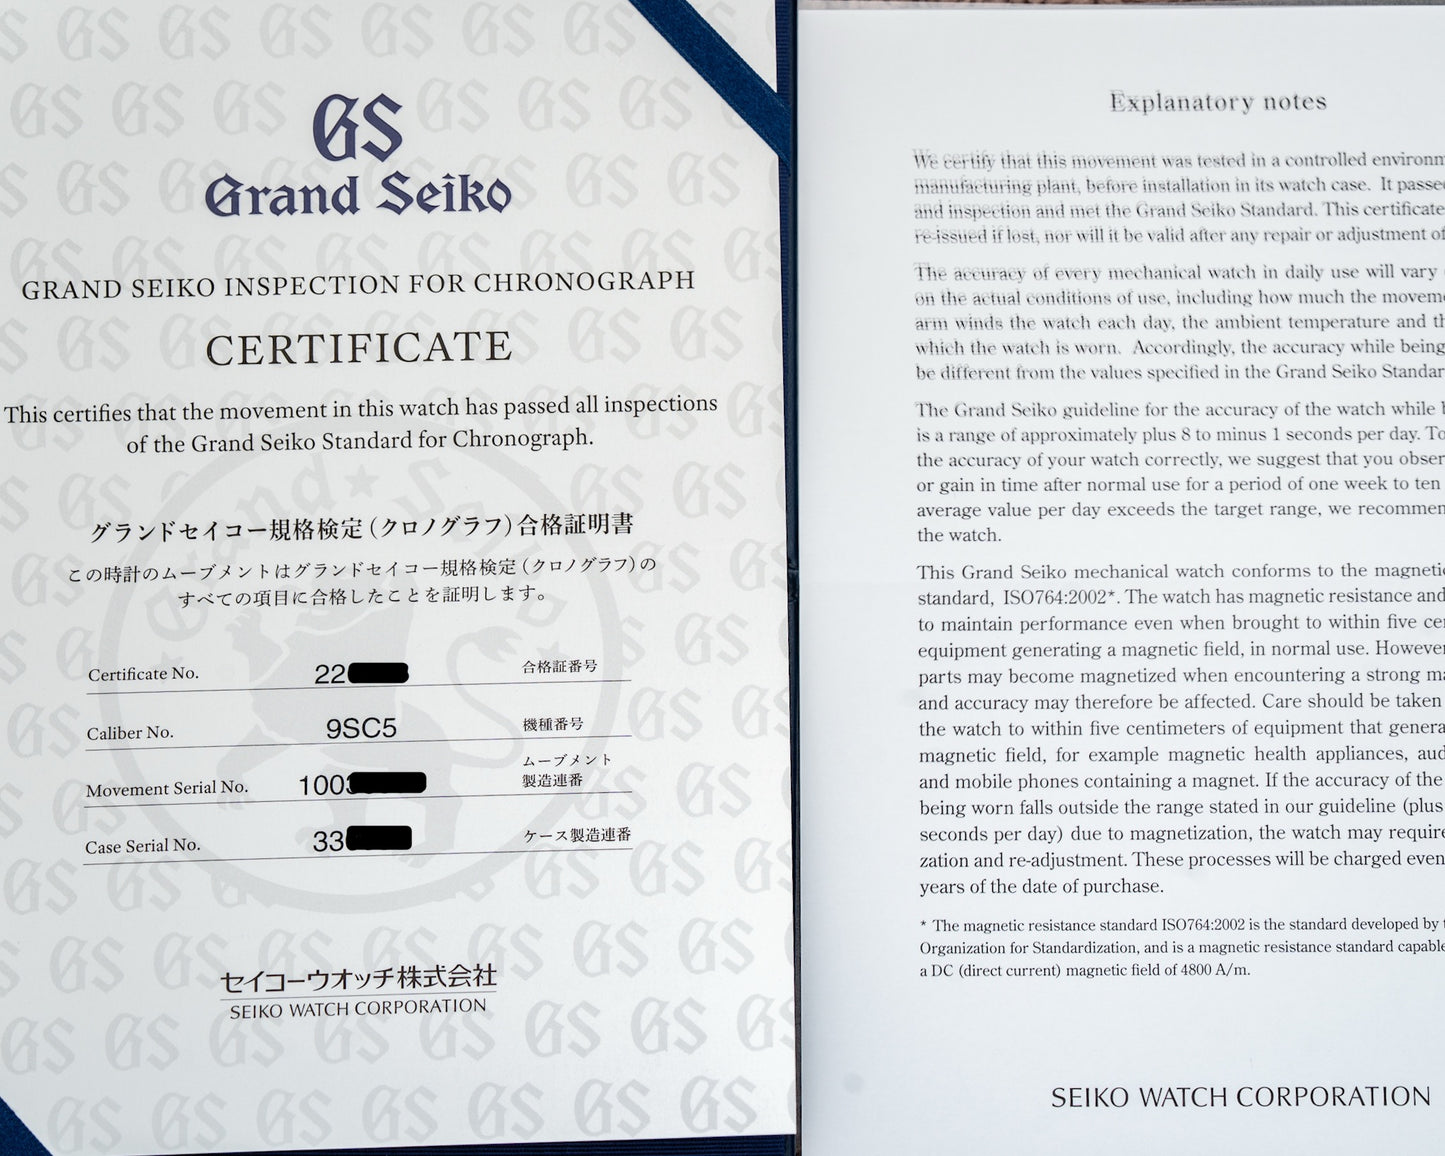 GS
Grand Seiko
GRAND SEIKO INSPECTION FOR CHRONOGRAPH
CERTIFICATE
This certifies that the movement in this watch has passed all inspections
of the Grand Seiko Standard for Chronograph.
グランドセイコー規格検定（クロノグラフ）合格証明書
この時計のムーブメントはグランドセイコー規格検定（クロノグラフ）の
すべての項目に合格したことを証明します。
Certificate No. 22 合格証番号
Caliber No. 9SC5 機種番号
Movement Serial No. 100 ムーブメント
製造連番
Case Serial No. 33 ケース製造連番
セイコーウオッチ株式会社
SEIKO WATCH CORPORATION
Explanatory notes
We certify that this movement was tested in a controlled
manufacturing plant, before installation in its watch case. It
and inspection and met the Grand Seiko Standard. This certificate
re-issued if lost, nor will it be valid after any repair or adjustment of
The accuracy of every mechanical watch in daily use will vary
on the actual conditions of use, including how much the
arm winds the watch each day, the ambient temperature and
which the watch is worn. Accordingly, the accuracy while being
be different from the values specified in the Grand Seiko
The Grand Seiko guideline for the accuracy of the watch while
is a range of approximately plus 8 to minus 1 seconds per day. To
the accuracy of your watch correctly, we suggest that you
or gain in time after normal use for a period of one week to ten
average value per day exceeds the target range, we
the watch.
This Grand Seiko mechanical watch conforms to the
standard, ISO764:2002*. The watch has magnetic resistance and
to maintain performance even when brought to within five
equipment generating a magnetic field, in normal use.
parts may become magnetized when encountering a strong
and accuracy may therefore be affected. Care should be taken
the watch to within five centimeters of equipment that
magnetic field, for example magnetic health appliances,
and mobile phones containing a magnet. If the accuracy of the
being worn falls outside the range stated in our guideline (plus
seconds per day) due to magnetization, the watch may
zation and re-adjustment. These processes will be charged even
years of the date of purchase.
* The magnetic resistance standard ISO764:2002 is the standard developed by
Organization for Standardization, and is a magnetic resistance standard
a DC (direct current) magnetic field of 4800 A/m.
SEIKO WATCH CORPORATION